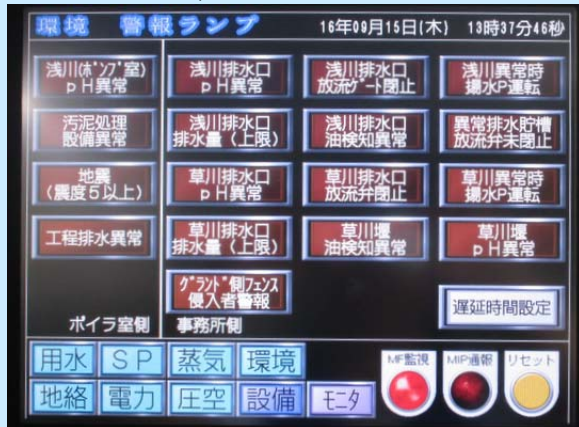 環境 警報ランプ 16年09月15日(木) 13時37分46秒
浅川(ポンプ室) 浅川排水口 浅川排水口 浅川異常時
pH異常 pH異常 放流ゲート閉止 揚水P運転
汚泥処理 浅川排水口 浅川排水口 異常排水貯槽
設備異常 排水量(上限) 油検知異常 放流弁未閉止
地震 草川排水口 草川排水口 草川異常時
(震度5以上) pH異常 放流弁閉止 揚水P運転
工程排水異常 草川排水口 草川堰 草川堰
排水量(上限) 油検知異常 pH異常
グランド側フェンス
侵入者警報
遅延時間設定
ボイラ室側 事務所側
用水 SP 蒸気 環境 MF監視 MIP通報 リセット
地絡 電力 圧空 設備 モニタ